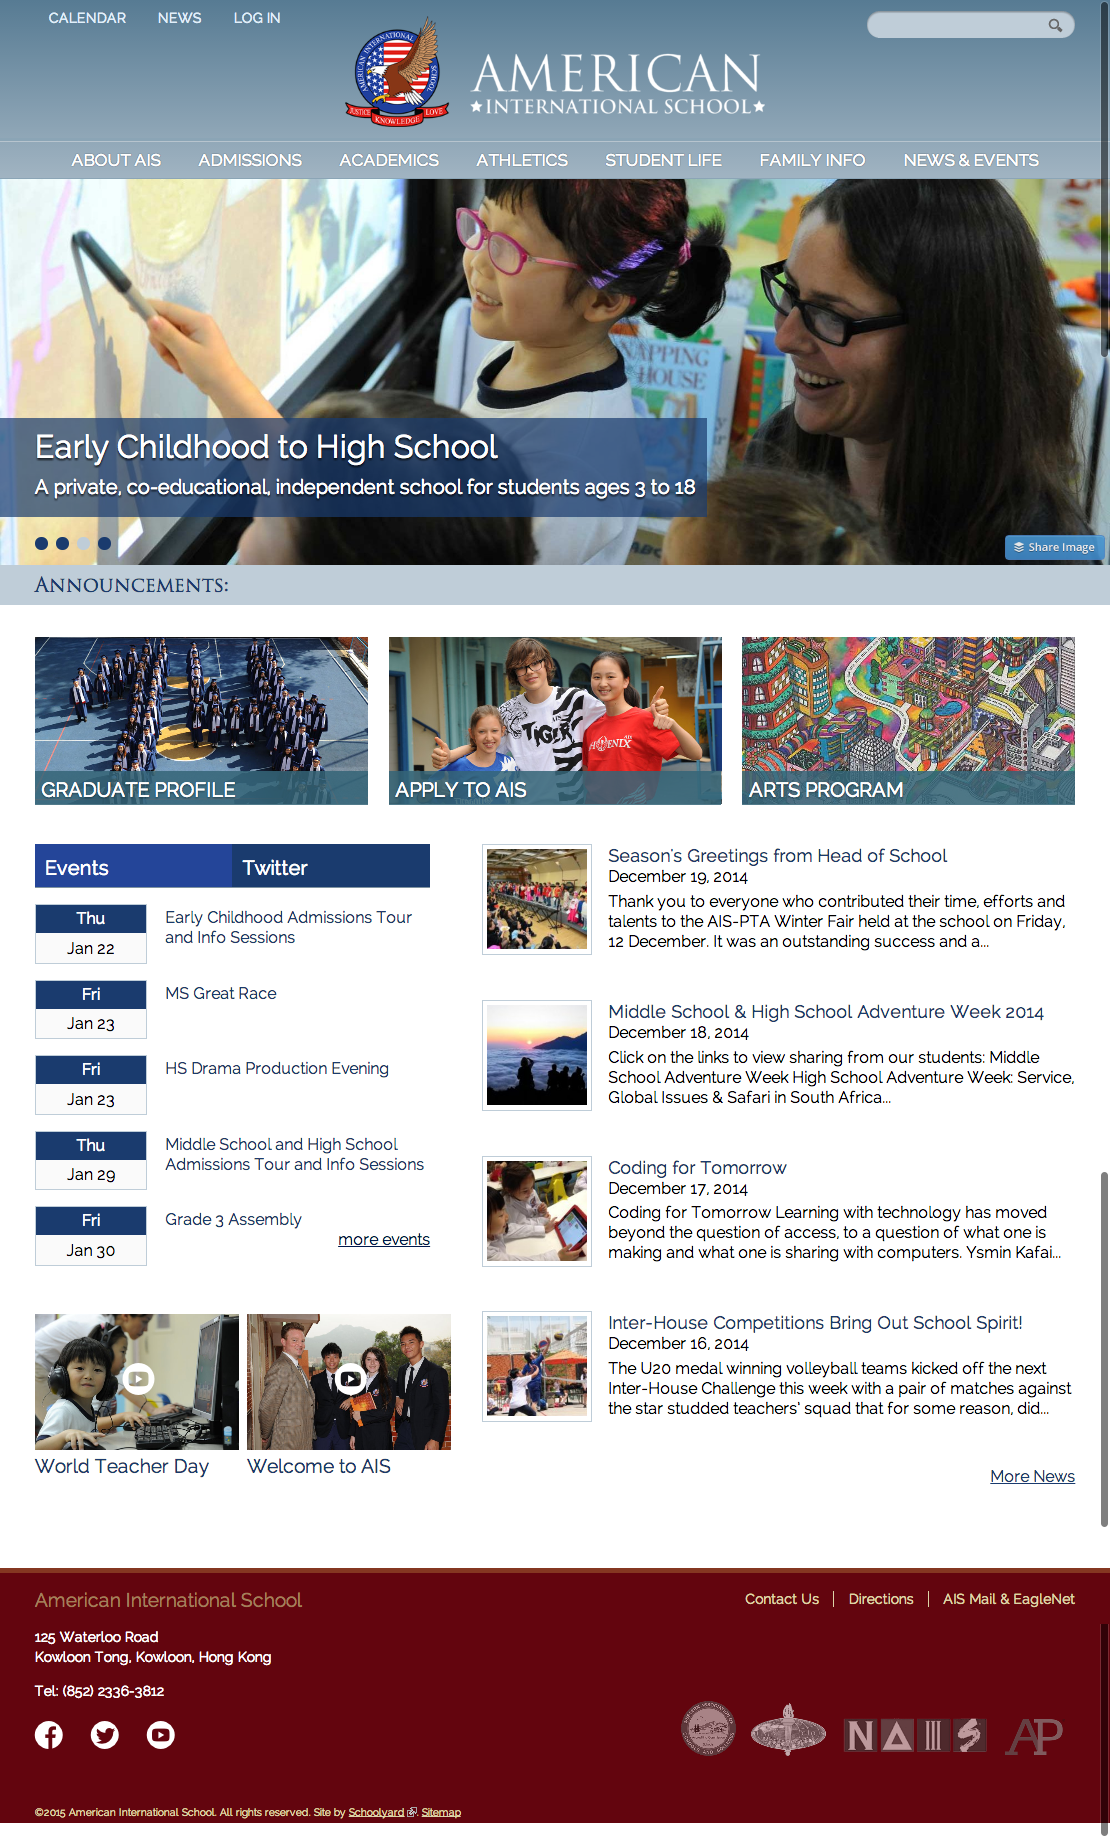 CALENDAR NEWS LOG IN
AMERICAN INTERNATIONAL SCHOOL
JUSTICE KNOWLEDGE LOVE
AMERICAN
INTERNATIONAL SCHOOL
ABOUT AIS ADMISSIONS ACADEMICS ATHLETICS STUDENT LIFE FAMILY INFO NEWS & EVENTS
NAPPING
HOUSE
Early Childhood to High School
A private, co-educational, independent school for students ages 3 to 18
Share Image
ANNOUNCEMENTS:
TIGER
PHOENIX
GRADUATE PROFILE
APPLY TO AIS
ARTS PROGRAM
Events
Twitter
Thu
Jan 22
Early Childhood Admissions Tour
and Info Sessions
Fri
Jan 23
MS Great Race
Fri
Jan 23
HS Drama Production Evening
Thu
Jan 29
Middle School and High School
Admissions Tour and Info Sessions
Fri
Jan 30
Grade 3 Assembly
more events
World Teacher Day
Welcome to AIS
Season's Greetings from Head of School
December 19, 2014
Thank you to everyone who contributed their time, efforts and
talents to the AIS-PTA Winter Fair held at the school on Friday,
12 December. It was an outstanding success and a...
Middle School & High School Adventure Week 2014
December 18, 2014
Click on the links to view sharing from our students: Middle
School Adventure Week High School Adventure Week: Service,
Global Issues & Safari in South Africa...
Coding for Tomorrow
December 17, 2014
Coding for Tomorrow Learning with technology has moved
beyond the question of access, to a question of what one is
making and what one is sharing with computers. Ysmin Kafai...
Inter-House Competitions Bring Out School Spirit!
December 16, 2014
The U20 medal winning volleyball teams kicked off the next
Inter-House Challenge this week with a pair of matches against
the star studded teachers' squad that for some reason, did...
More News
American International School
125 Waterloo Road
Kowloon Tong, Kowloon, Hong Kong
Tel: (852) 2336-3812
Contact Us Directions AIS Mail & EagleNet
NAIS
AP
©2015 American International School. All rights reserved. Site by Schoolyard. Sitemap